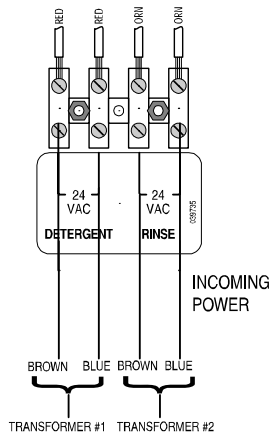 RED RED ORN ORN
24 VAC 24 VAC
DETERGENT RINSE
039735
INCOMING
POWER
BROWN BLUE BROWN BLUE
TRANSFORMER #1 TRANSFORMER #2